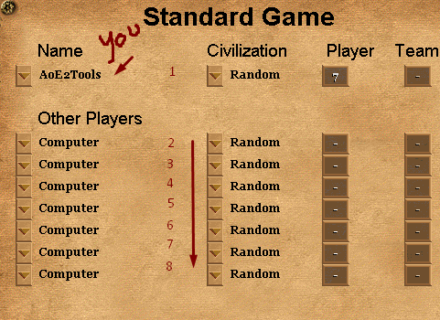 Standard Game
you
Name Civilization Player Team
AoE2Tools 1 Random 7 -
Other Players
Computer 2 Random - -
Computer 3 Random - -
Computer 4 Random - -
Computer 5 Random - -
Computer 6 Random - -
Computer 7 Random - -
Computer 8 Random - -